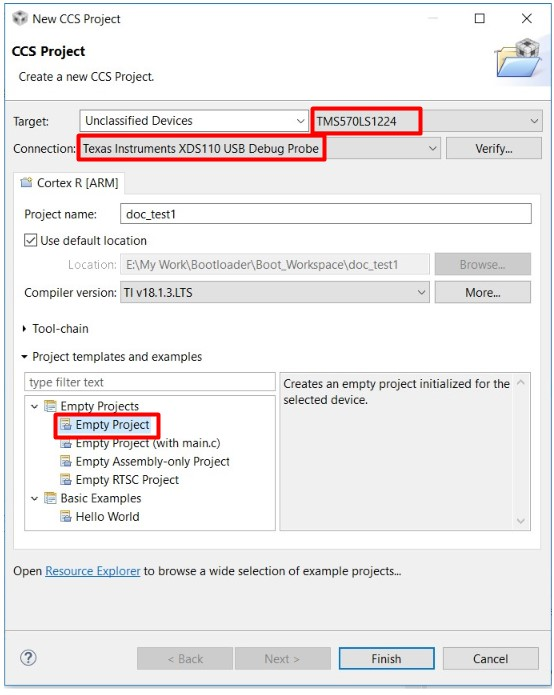 New CCS Project
CCS Project
Create a new CCS Project.
Target: Unclassified Devices TMS570LS1224
Connection: Texas Instruments XDS110 USB Debug Probe Verify...
Cortex R [ARM]
Project name: doc_test1
Use default location
Location: E:\My Work\Bootloader\Boot_Workspace\doc_test1 Browse...
Compiler version: TI v18.1.3.LTS More...
Tool-chain
Project templates and examples
type filter text
Empty Projects
Empty Project
Empty Project (with main.c)
Empty Assembly-only Project
Empty RTSC Project
Basic Examples
Hello World
Creates an empty project initialized for the
selected device.
Open Resource Explorer to browse a wide selection of example projects...
? < Back Next > Finish Cancel